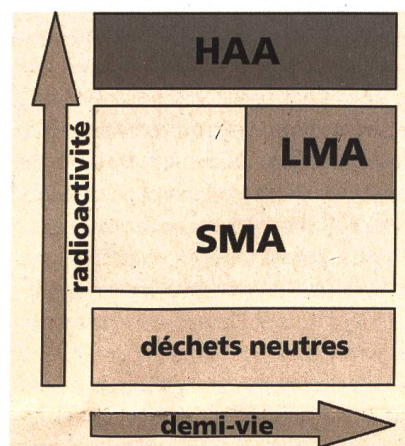 HAA
radioactivité
LMA
SMA
déchets neutres
demi-vie